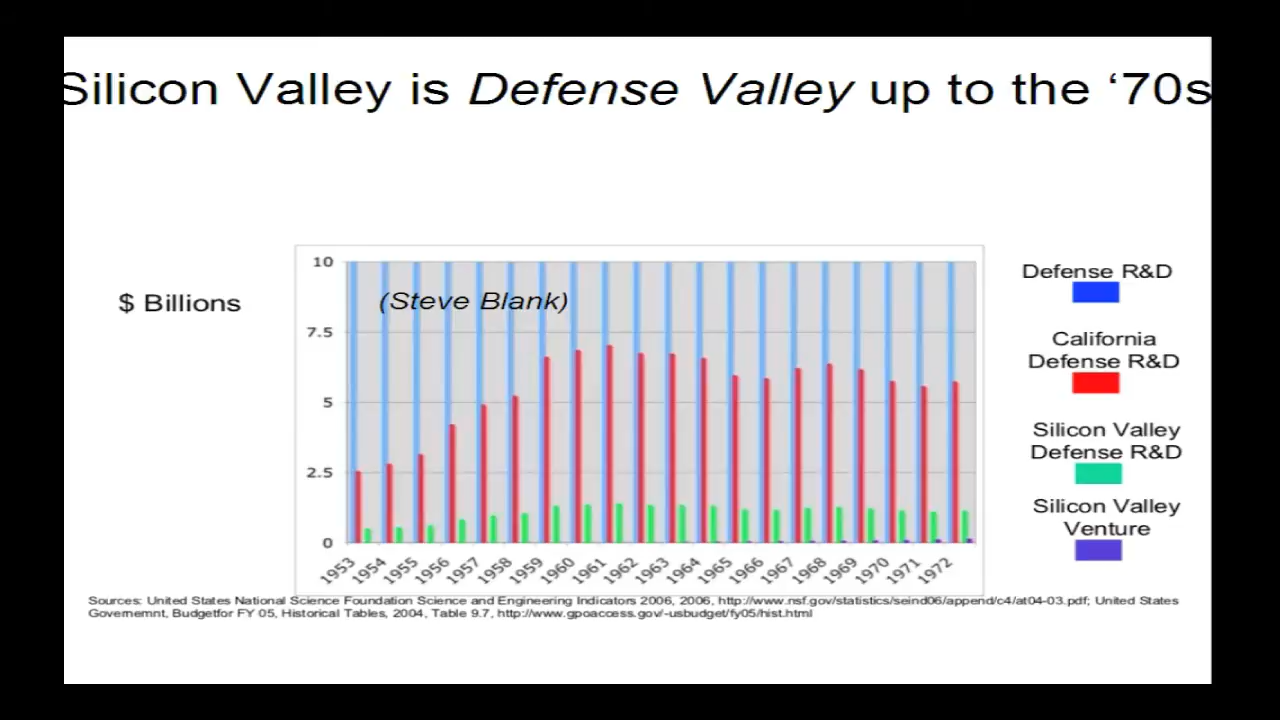 Silicon Valley is Defense Valley up to the ‘70s
$ Billions
(Steve Blank)
10
7.5
5
2.5
0
1953
1954
1955
1956
1957
1958
1959
1960
1961
1962
1963
1964
1965
1966
1967
1968
1969
1970
1971
1972
Defense R&D
California
Defense R&D
Silicon Valley
Defense R&D
Silicon Valley
Venture
Sources: United States National Science Foundation Science and Engineering Indicators 2006, 2006, http://www.nsf.gov/statistics/seind06/append/c4/at04-03.pdf; United States
Governemnt, Budgetfor FY 05, Historical Tables, 2004, Table 9.7, http://www.gpoaccess.gov/-usbudget/fy05/hist.html